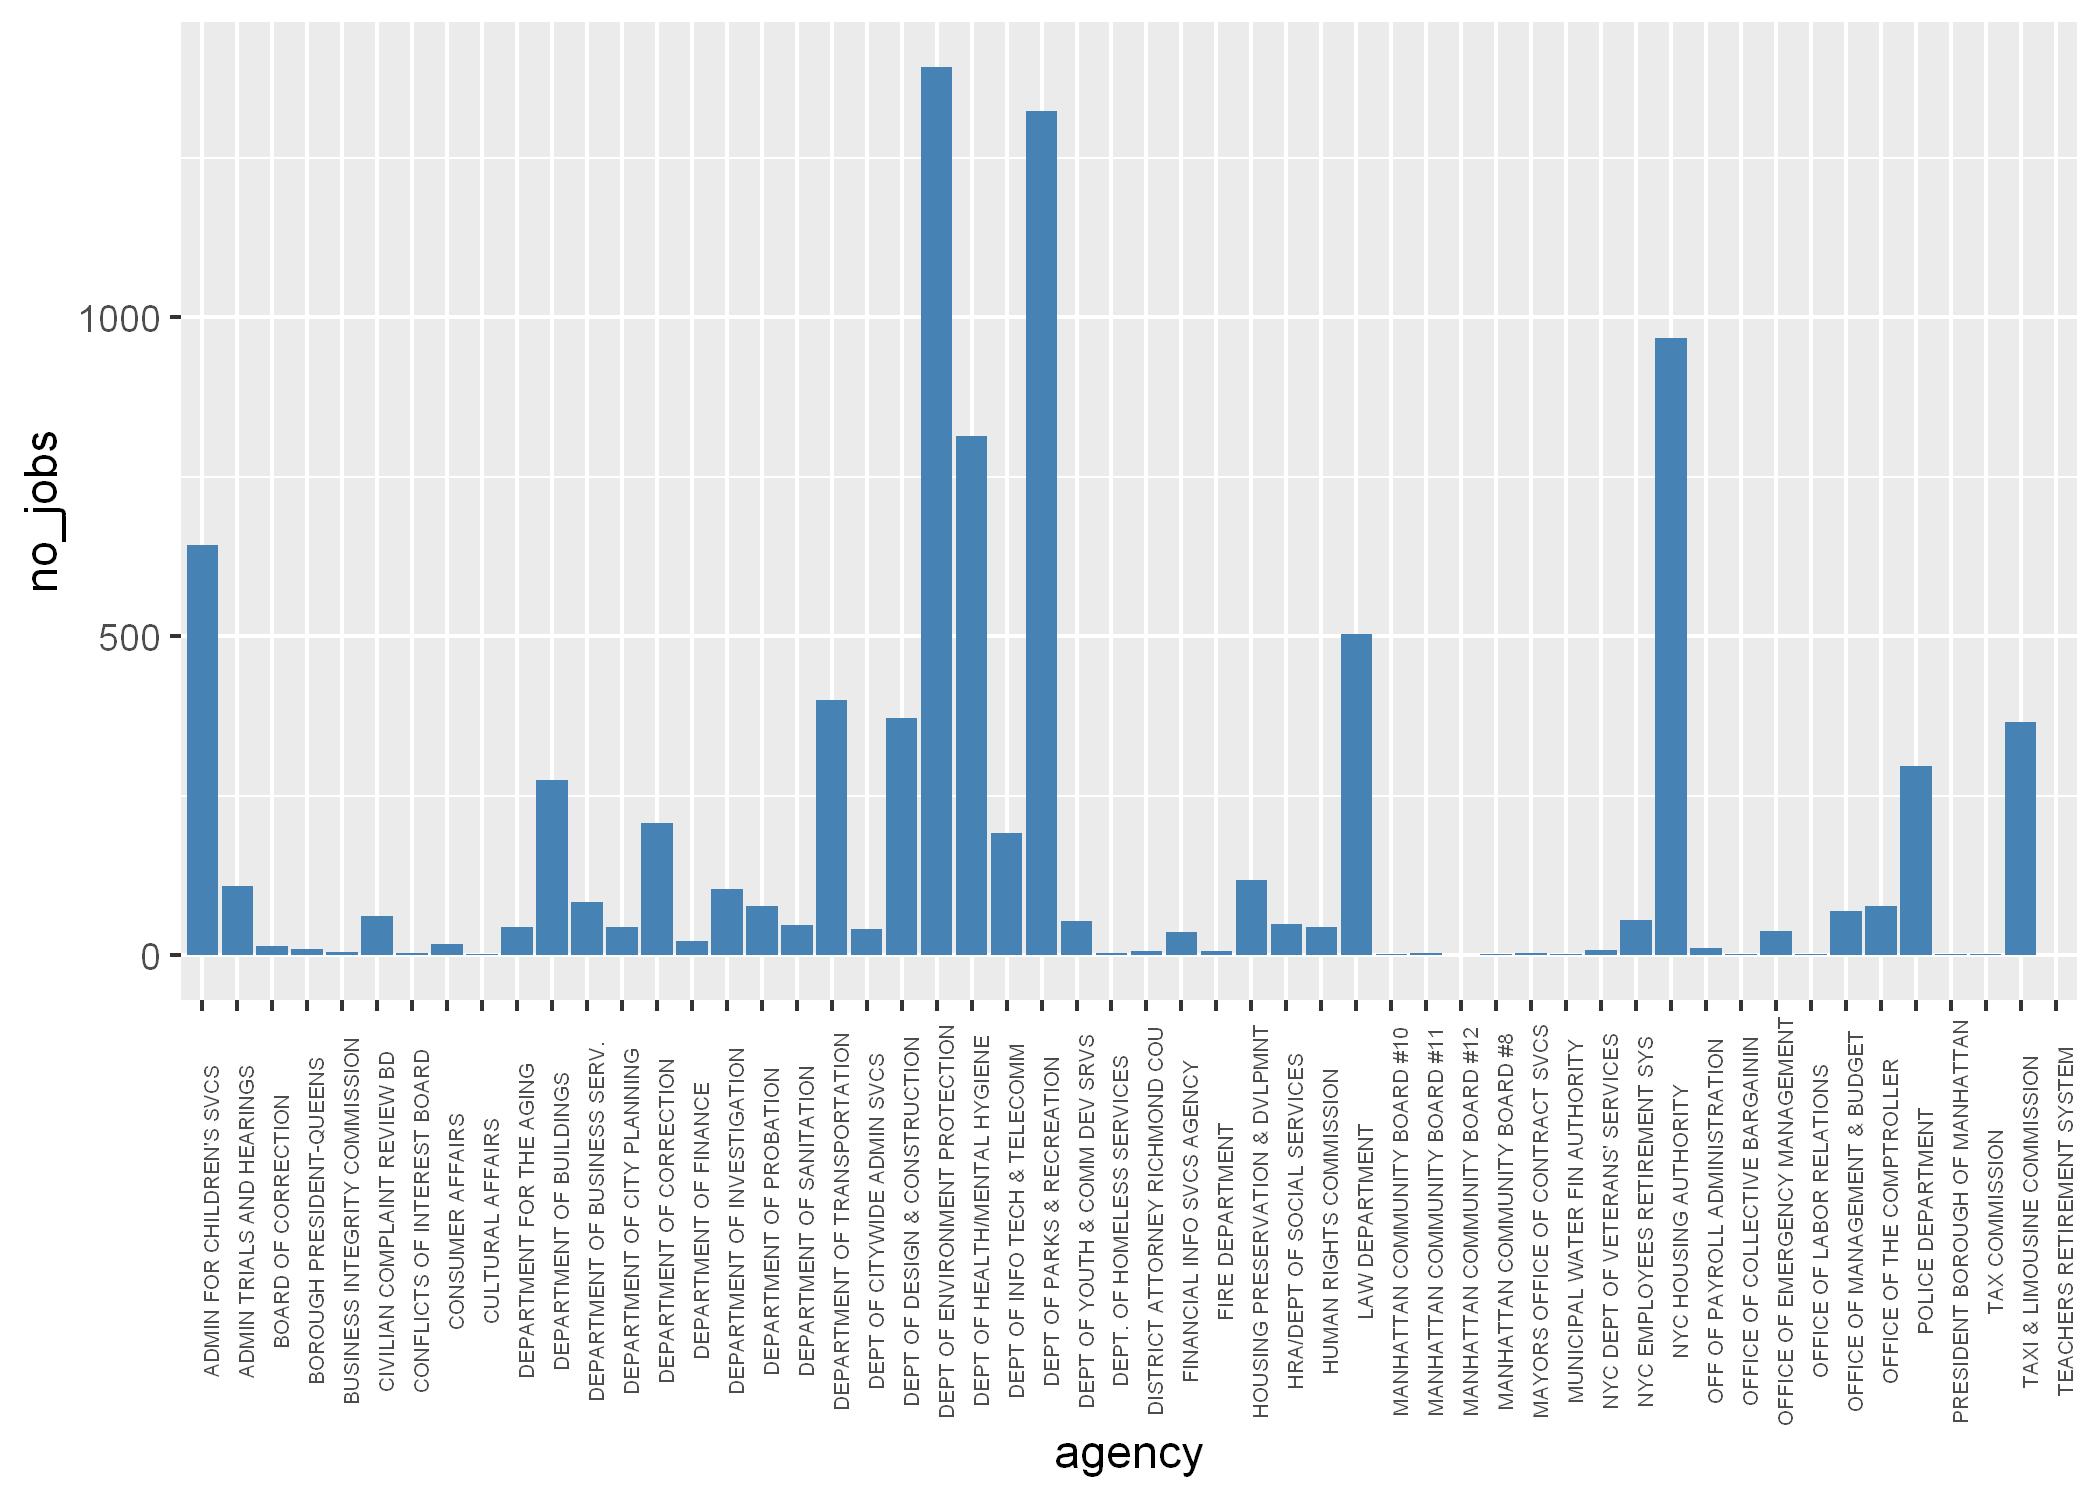 no_jobs
1000
500
0
ADMIN FOR CHILDREN'S SVCS
ADMIN TRIALS AND HEARINGS
BOARD OF CORRECTION
BOROUGH PRESIDENT-QUEENS
BUSINESS INTEGRITY COMMISSION
CIVILIAN COMPLAINT REVIEW BD
CONFLICTS OF INTEREST BOARD
CONSUMER AFFAIRS
CULTURAL AFFAIRS
DEPARTMENT FOR THE AGING
DEPARTMENT OF BUILDINGS
DEPARTMENT OF BUSINESS SERV.
DEPARTMENT OF CITY PLANNING
DEPARTMENT OF CORRECTION
DEPARTMENT OF FINANCE
DEPARTMENT OF INVESTIGATION
DEPARTMENT OF PROBATION
DEPARTMENT OF SANITATION
DEPARTMENT OF TRANSPORTATION
DEPT OF CITYWIDE ADMIN SVCS
DEPT OF DESIGN & CONSTRUCTION
DEPT OF ENVIRONMENT PROTECTION
DEPT OF HEALTH/MENTAL HYGIENE
DEPT OF INFO TECH & TELECOMM
DEPT OF PARKS & RECREATION
DEPT OF YOUTH & COMM DEV SRVS
DEPT. OF HOMELESS SERVICES
DISTRICT ATTORNEY RICHMOND COU
FINANCIAL INFO SVCS AGENCY
FIRE DEPARTMENT
HOUSING PRESERVATION & DVLPMNT
HRA/DEPT OF SOCIAL SERVICES
HUMAN RIGHTS COMMISSION
LAW DEPARTMENT
MANHATTAN COMMUNITY BOARD #10
MANHATTAN COMMUNITY BOARD #11
MANHATTAN COMMUNITY BOARD #12
MANHATTAN COMMUNITY BOARD #8
MAYORS OFFICE OF CONTRACT SVCS
MUNICIPAL WATER FIN AUTHORITY
NYC DEPT OF VETERANS' SERVICES
NYC EMPLOYEES RETIREMENT SYS
NYC HOUSING AUTHORITY
OFF OF PAYROLL ADMINISTRATION
OFFICE OF COLLECTIVE BARGAININ
OFFICE OF EMERGENCY MANAGEMENT
OFFICE OF LABOR RELATIONS
OFFICE OF MANAGEMENT & BUDGET
OFFICE OF THE COMPTROLLER
POLICE DEPARTMENT
PRESIDENT BOROUGH OF MANHATTAN
TAX COMMISSION
TAXI & LIMOUSINE COMMISSION
TEACHERS RETIREMENT SYSTEM
agency